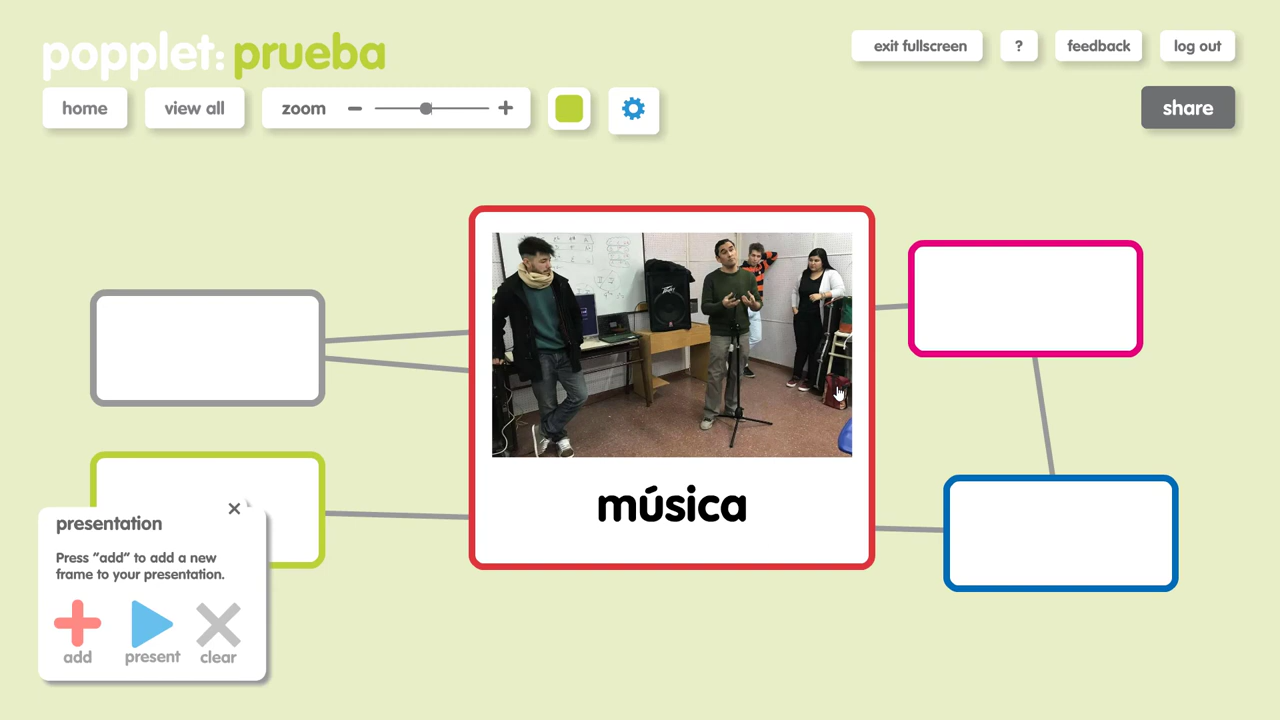 popplet: prueba
exit fullscreen
?
feedback
log out
home
view all
zoom
share
PEAVEY
música
presentation
Press "add" to add a new
frame to your presentation.
add
present
clear